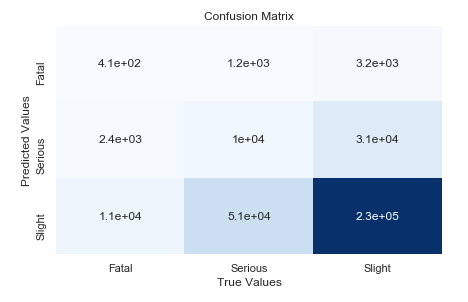 Confusion Matrix
Predicted Values
Fatal 4.1e+02 1.2e+03 3.2e+03
Serious 2.4e+03 1e+04 3.1e+04
Slight 1.1e+04 5.1e+04 2.3e+05
Fatal Serious Slight
True Values